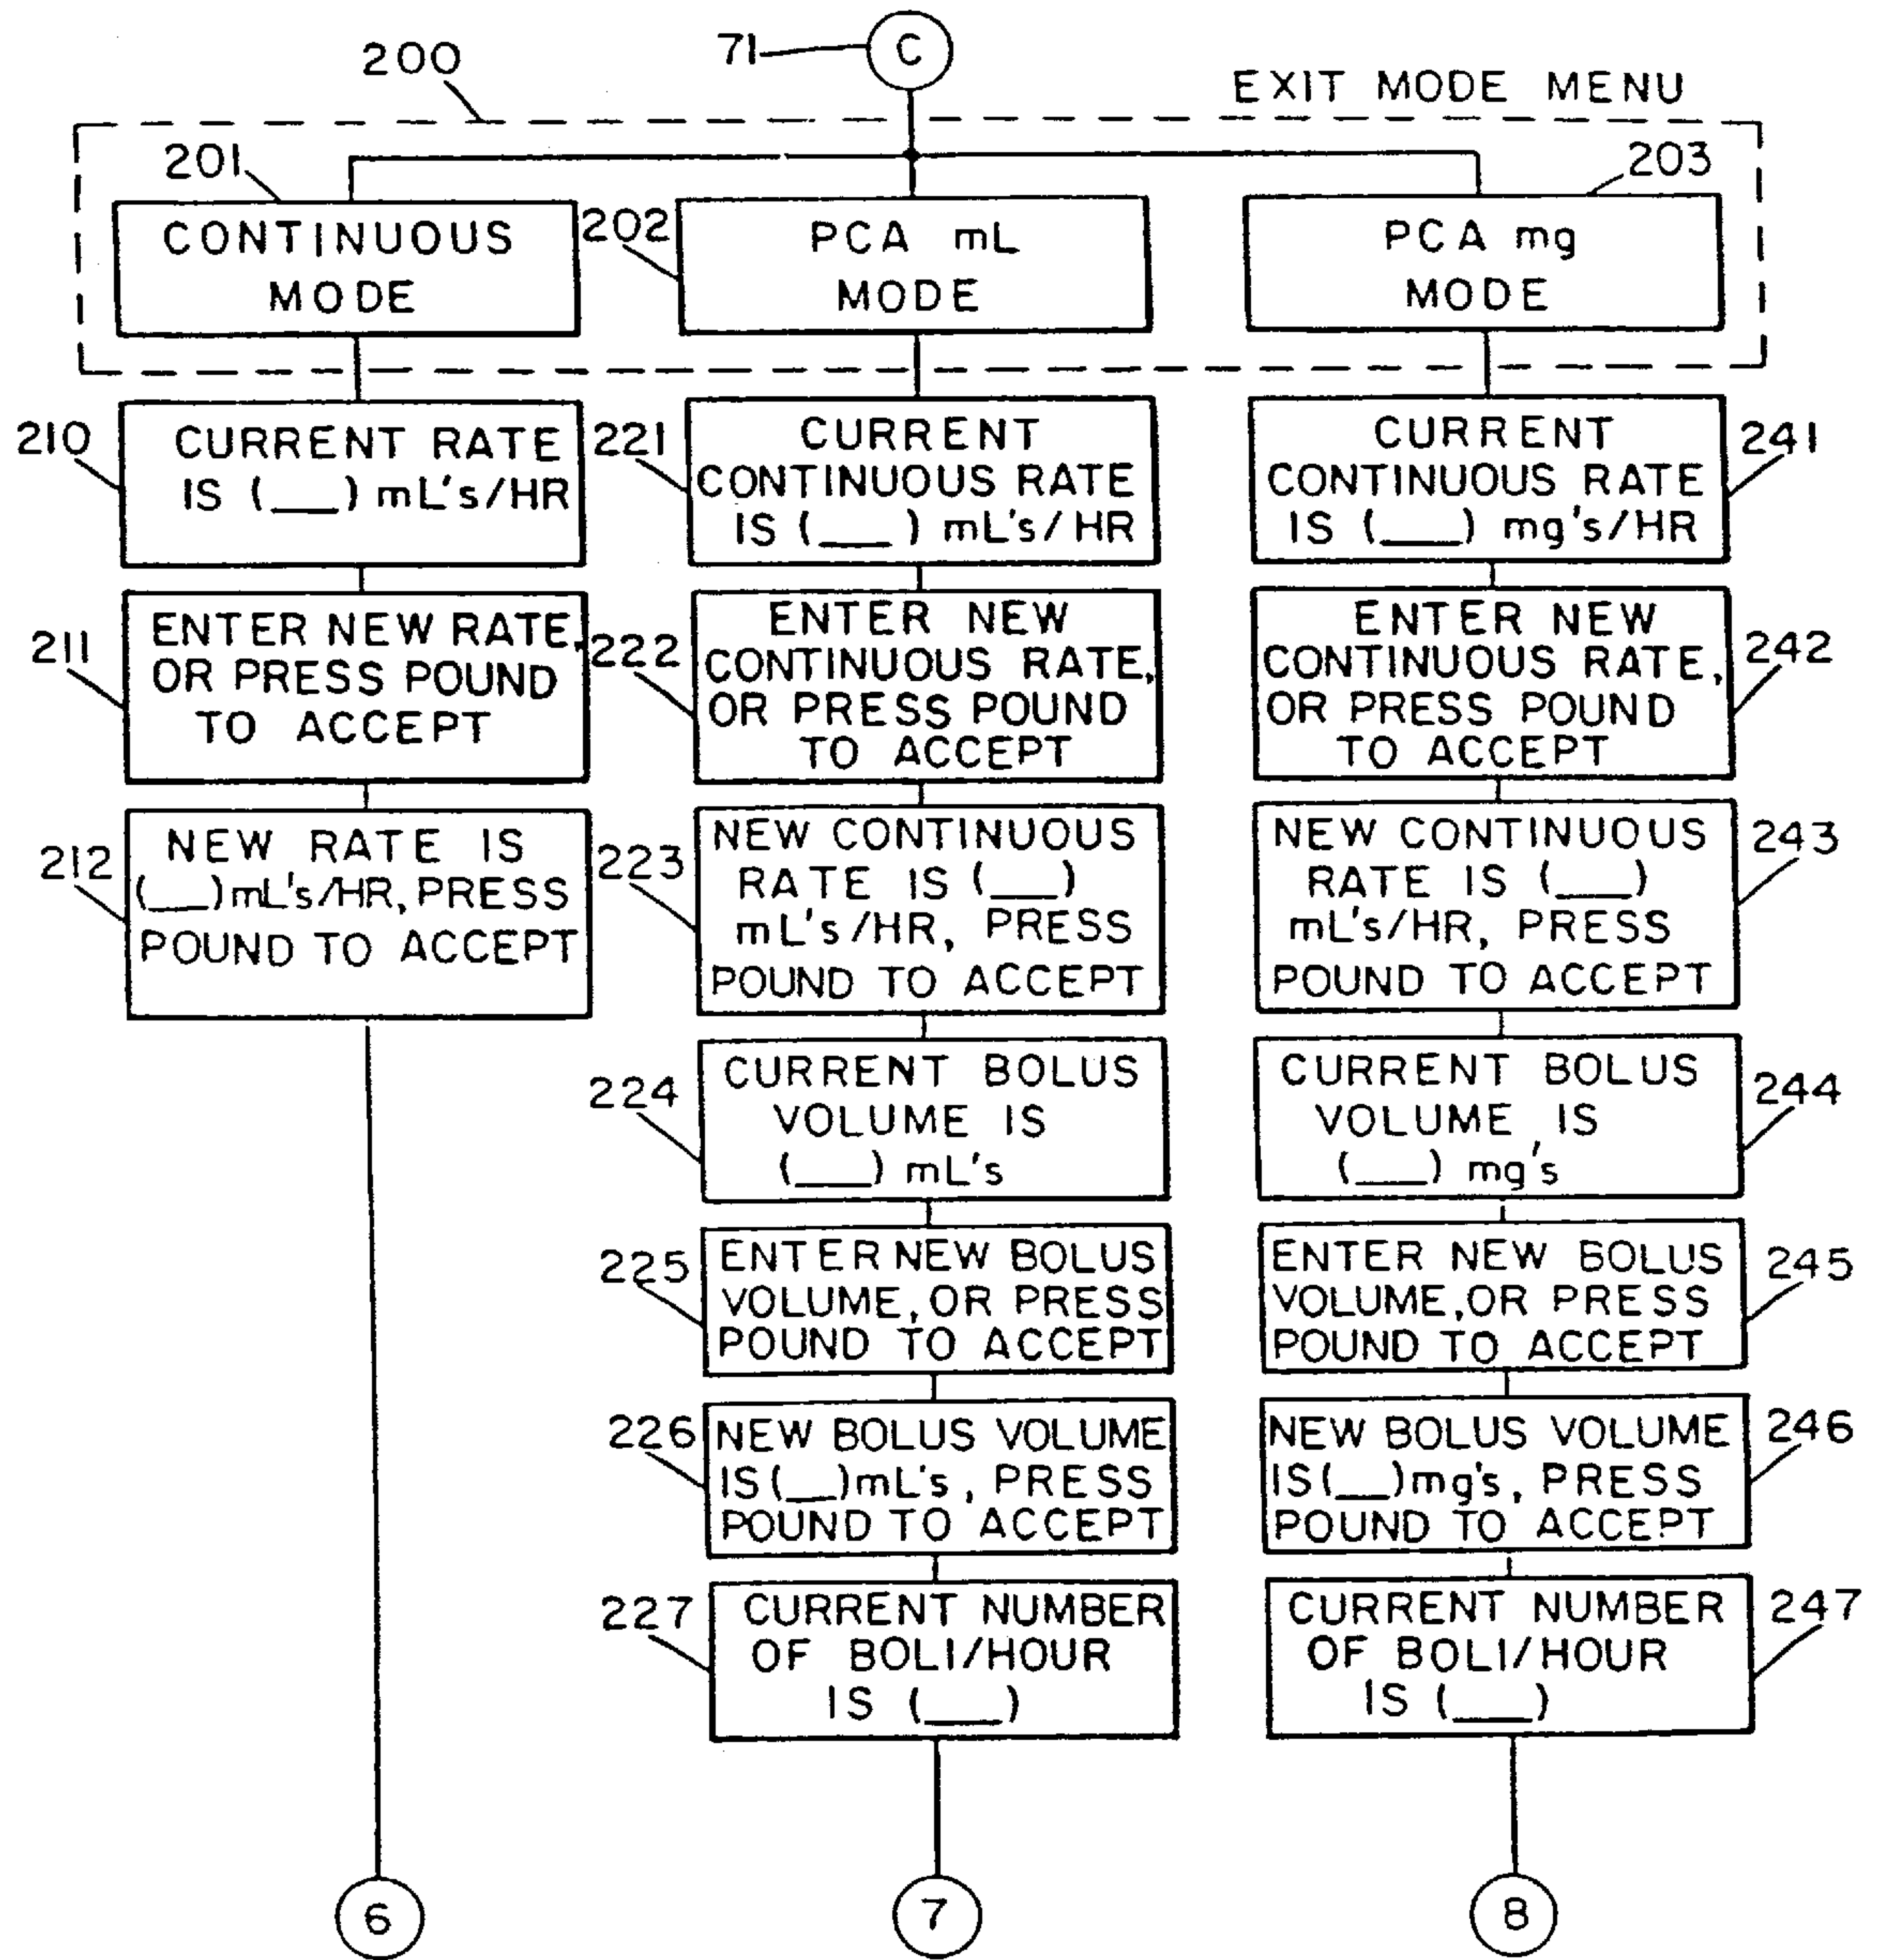 71
C
200
EXIT MODE MENU
201
203
CONTINUOUS
MODE
202
PCA mL
MODE
PCA mg
MODE
210
CURRENT RATE
IS (___) mL's/HR
221
CURRENT
CONTINUOUS RATE
IS (___) mL's/HR
CURRENT
CONTINUOUS RATE
IS (___) mg's/HR
241
211
ENTER NEW RATE,
OR PRESS POUND
TO ACCEPT
222
ENTER NEW
CONTINUOUS RATE,
OR PRESS POUND
TO ACCEPT
ENTER NEW
CONTINUOUS RATE,
OR PRESS POUND
TO ACCEPT
242
212
NEW RATE IS
(___) mL's/HR, PRESS
POUND TO ACCEPT
223
NEW CONTINUOUS
RATE IS (___)
mL's/HR, PRESS
POUND TO ACCEPT
NEW CONTINUOUS
RATE IS (___)
mL's/HR, PRESS
POUND TO ACCEPT
243
224
CURRENT BOLUS
VOLUME IS
(___) mL's
CURRENT BOLUS
VOLUME IS
(___) mg's
244
225
ENTER NEW BOLUS
VOLUME, OR PRESS
POUND TO ACCEPT
ENTER NEW BOLUS
VOLUME, OR PRESS
POUND TO ACCEPT
245
226
NEW BOLUS VOLUME
IS (__) mL's, PRESS
POUND TO ACCEPT
NEW BOLUS VOLUME
IS (__) mg's, PRESS
POUND TO ACCEPT
246
227
CURRENT NUMBER
OF BOLI/HOUR
IS (___)
CURRENT NUMBER
OF BOLI/HOUR
IS (___)
247
6
7
8